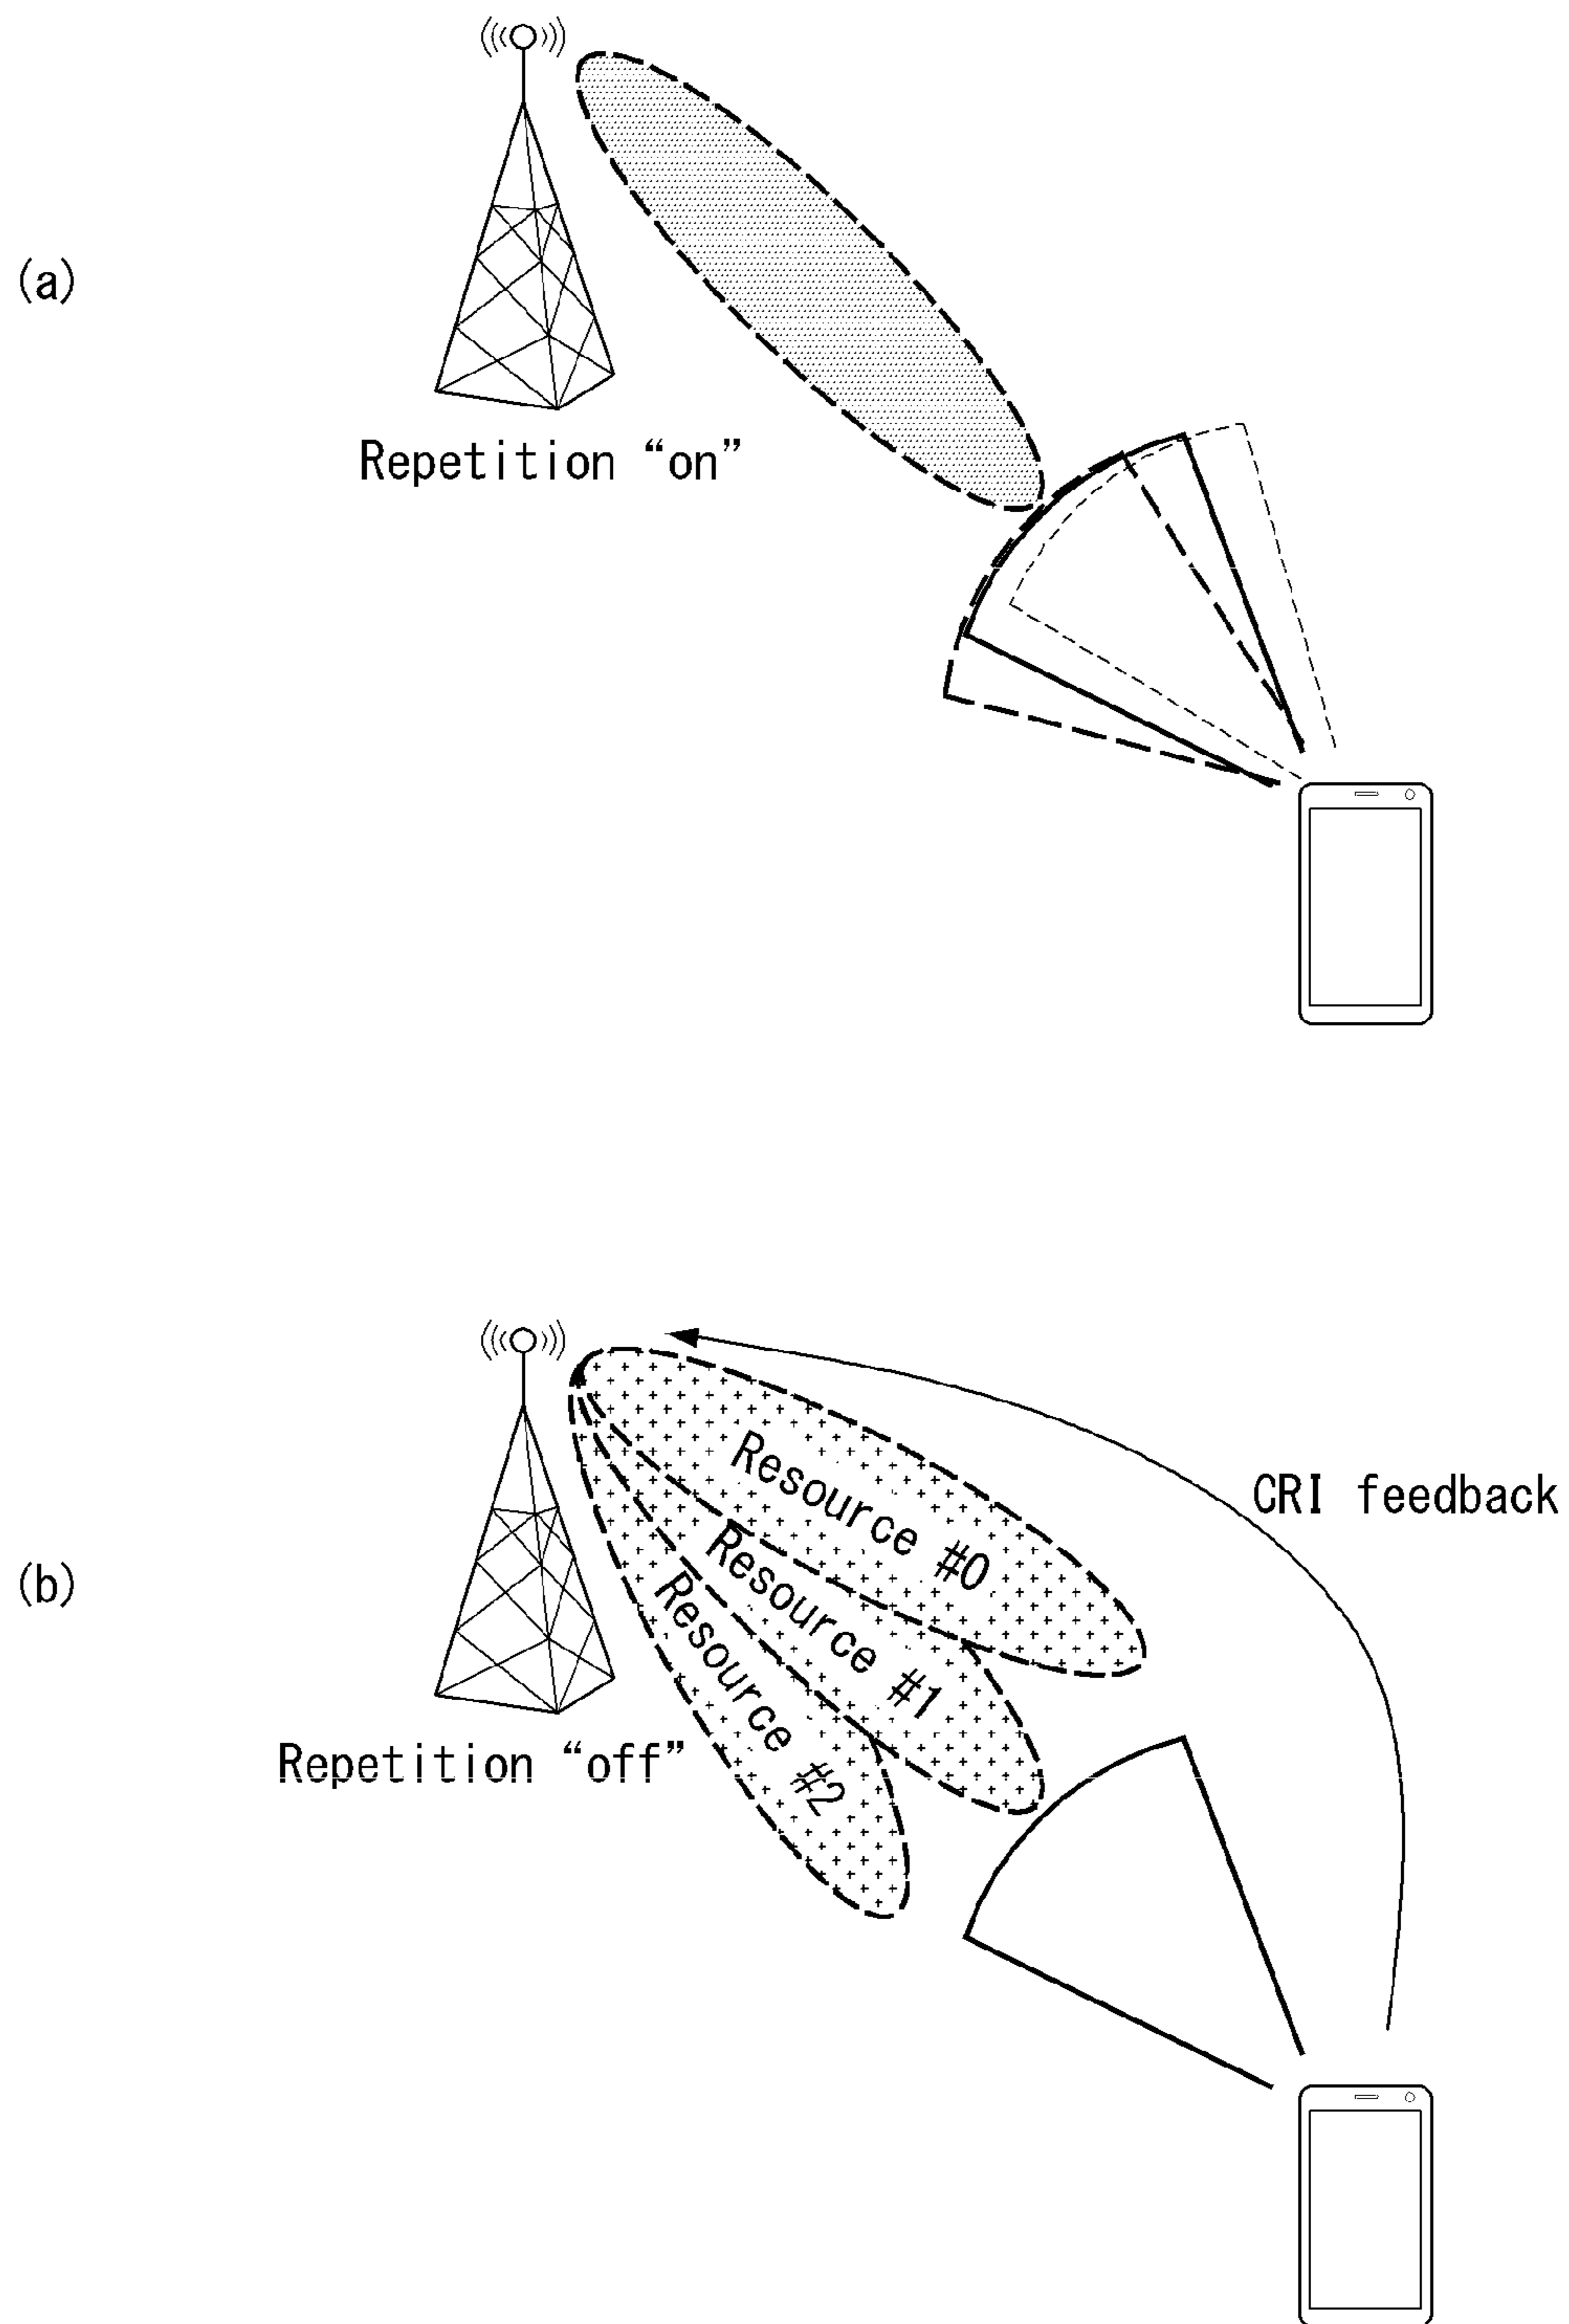 (a)
Repetition “on”
(b)
Resource #0
Resource #1
Resource #2
CRI feedback
Repetition “off”